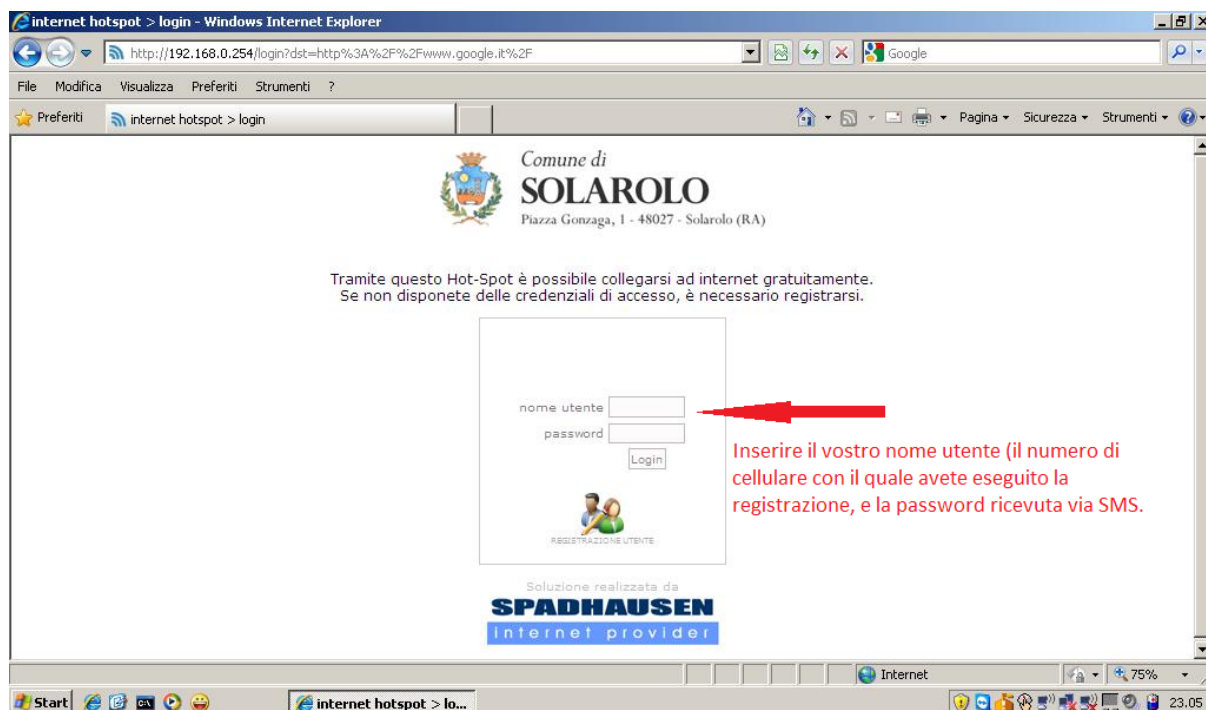 internet hotspot > login - Windows Internet Explorer
http://192.168.0.254/login?dst=http%3A%2F%2Fwww.google.it%2F
Google
File Modifica Visualizza Preferiti Strumenti ?
Preferiti
internet hotspot > login
Pagina
Sicurezza
Strumenti
Comune di
SOLAROLO
Piazza Gonzaga, 1 - 48027 - Solarolo (RA)
Tramite questo Hot-Spot è possibile collegarsi ad internet gratuitamente.
Se non disponete delle credenziali di accesso, è necessario registrarsi.
nome utente
password
Login
REGISTRAZIONE UTENTE
Inserire il vostro nome utente (il numero di
cellulare con il quale avete eseguito la
registrazione, e la password ricevuta via SMS.
Soluzione realizzata da
SPADHAUSEN
internet provider
Internet
75%
Start
internet hotspot > lo...
23.05